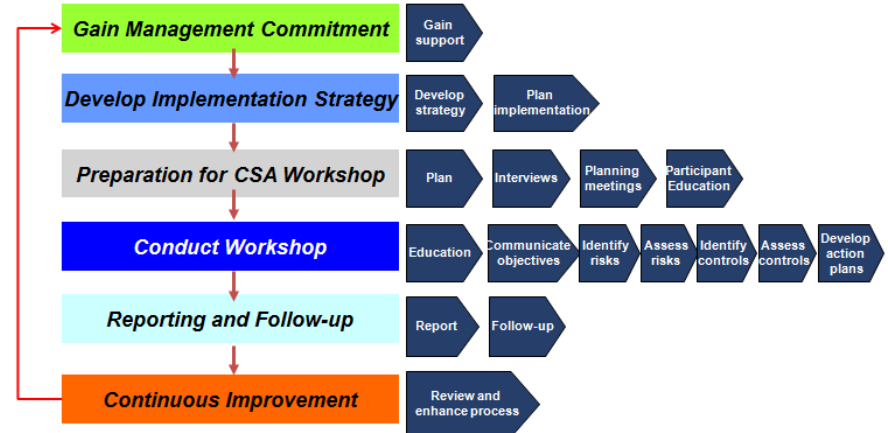 Gain Management Commitment
Gain
support
Develop Implementation Strategy
Develop
strategy
Plan
implementation
Preparation for CSA Workshop
Plan
Interviews
Planning
meetings
Participant
Education
Conduct Workshop
Education
Communicate
objectives
Identify
risks
Assess
risks
Identify
controls
Assess
controls
Develop
action
plans
Reporting and Follow-up
Report
Follow-up
Continuous Improvement
Review and
enhance process